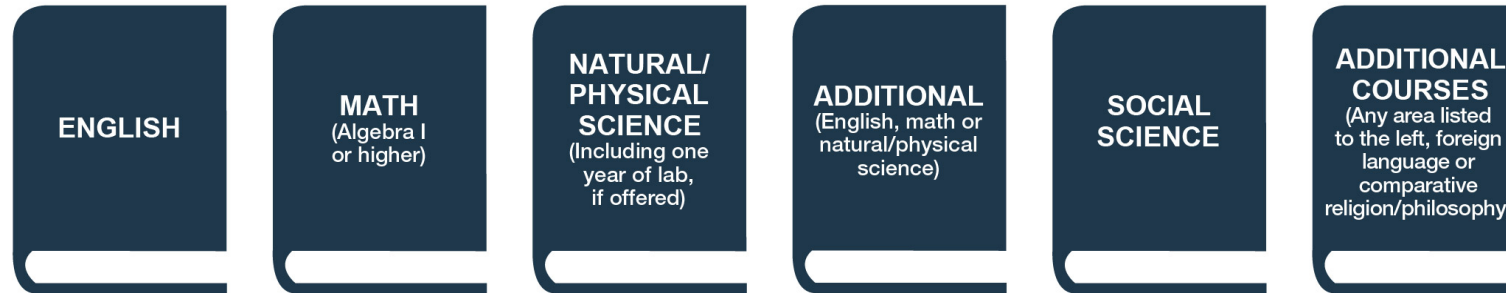 ENGLISH
MATH
(Algebra I
or higher)
NATURAL/
PHYSICAL
SCIENCE
(Including one
year of lab,
if offered)
ADDITIONAL
(English, math or
natural/physical
science)
SOCIAL
SCIENCE
ADDITIONAL
COURSES
(Any area listed
to the left, foreign
language or
comparative
religion/philosophy